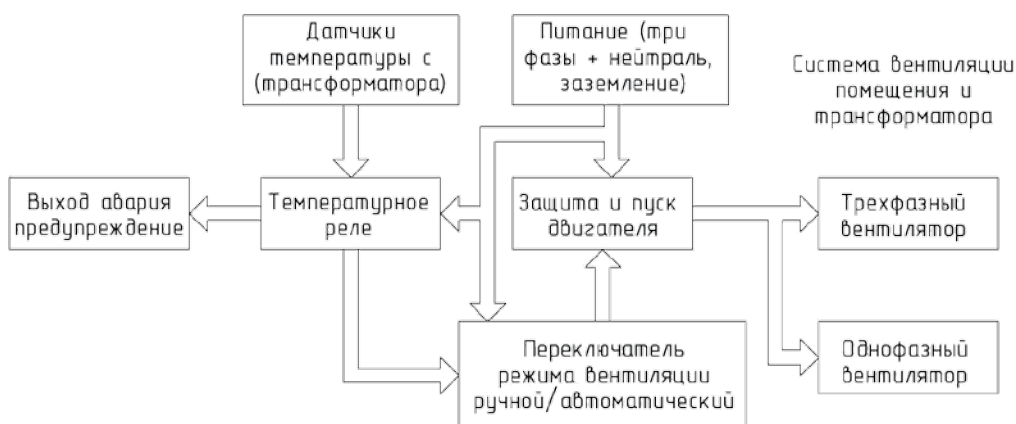 Датчики
температуры с
(трансформатора)
Питание (три
фазы + нейтраль,
заземление)
Система вентиляции
помещения и
трансформатора
Выход авария
предупреждение
Температурное
реле
Защита и пуск
двигателя
Трехфазный
вентилятор
Переключатель
режима вентиляции
ручной/автоматический
Однофазный
вентилятор